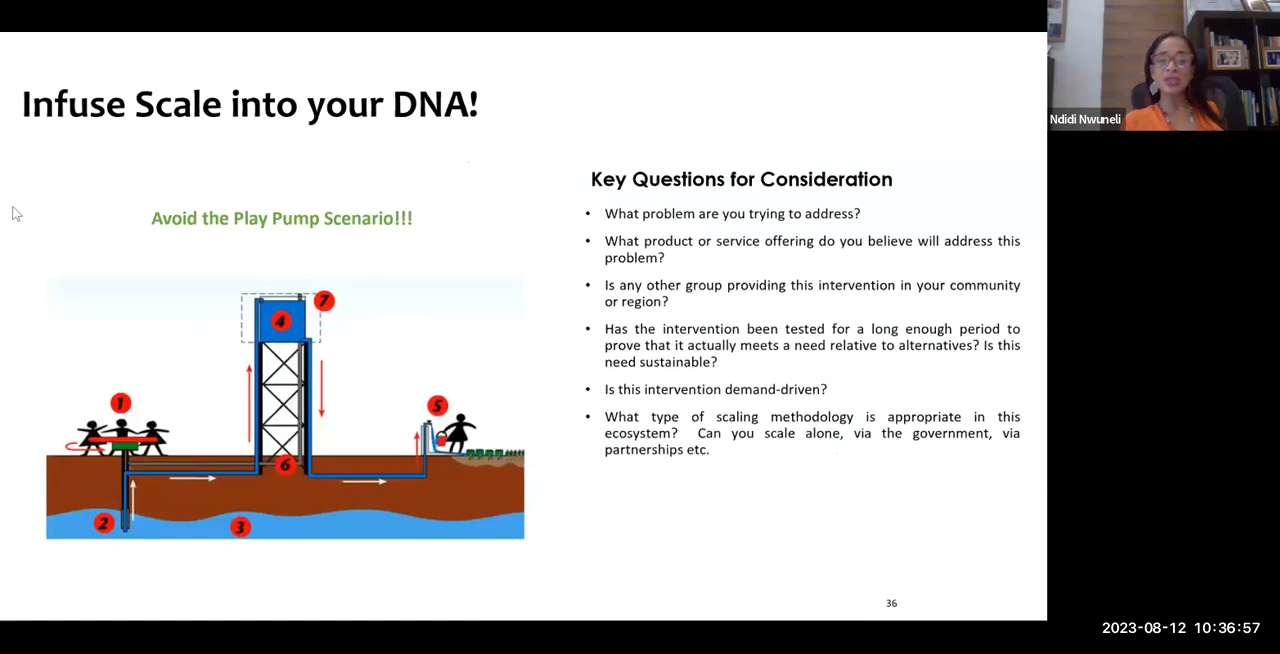 Infuse Scale into your DNA!
Avoid the Play Pump Scenario!!!
1
2
3
4
5
6
7
Key Questions for Consideration
• What problem are you trying to address?
• What product or service offering do you believe will address this
problem?
• Is any other group providing this intervention in your community
or region?
• Has the intervention been tested for a long enough period to
prove that it actually meets a need relative to alternatives? Is this
need sustainable?
• Is this intervention demand-driven?
• What type of scaling methodology is appropriate in this
ecosystem? Can you scale alone, via the government, via
partnerships etc.
36
Ndidi Nwuneli
2023-08-12 10:36:57